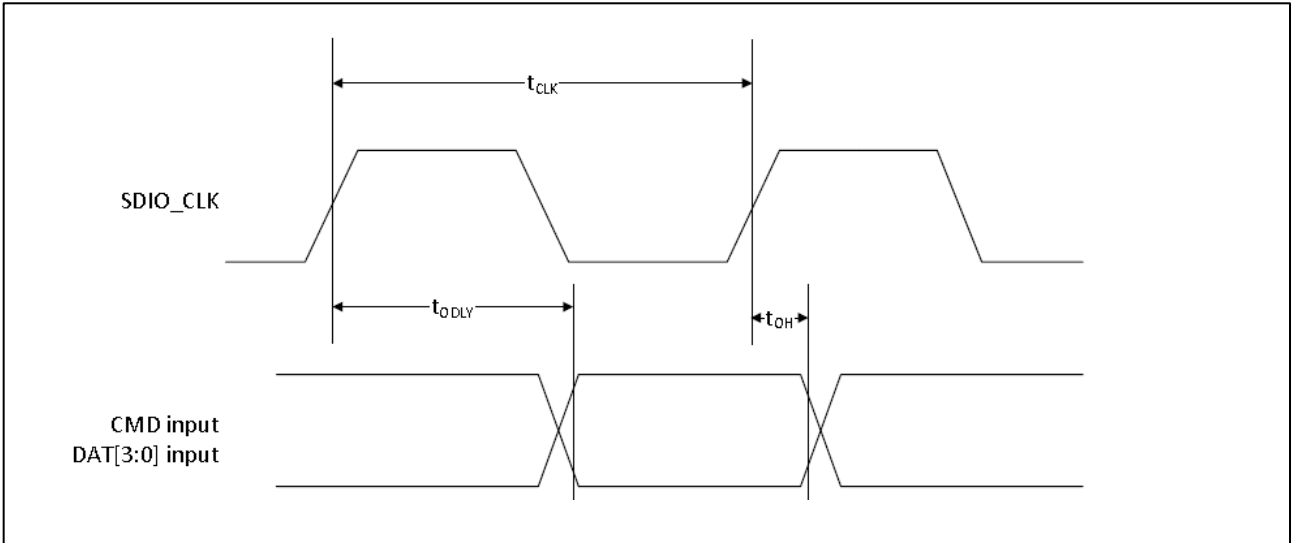 tCLK
SDIO_CLK
tODLY
tOH
CMD input
DAT[3:0] input